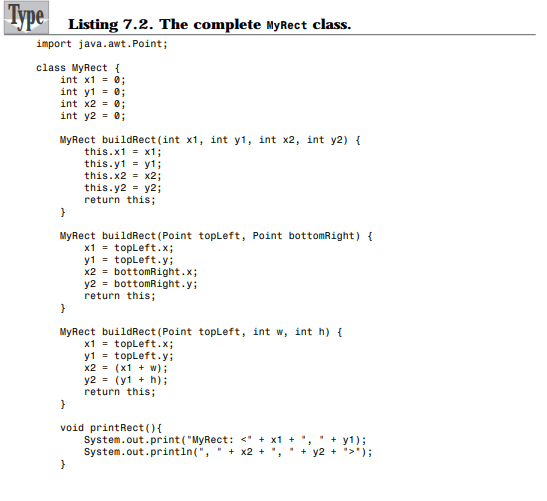 Type
Listing 7.2. The complete MyRect class.
import java.awt.Point;
class MyRect {
int x1 = 0;
int y1 = 0;
int x2 = 0;
int y2 = 0;
MyRect buildRect(int x1, int y1, int x2, int y2) {
this.x1 = x1;
this.y1 = y1;
this.x2 = x2;
this.y2 = y2;
return this;
}
MyRect buildRect(Point topLeft, Point bottomRight) {
x1 = topLeft.x;
y1 = topLeft.y;
x2 = bottomRight.x;
y2 = bottomRight.y;
return this;
}
MyRect buildRect(Point topLeft, int w, int h) {
x1 = topLeft.x;
y1 = topLeft.y;
x2 = (x1 + w);
y2 = (y1 + h);
return this;
}
void printRect(){
System.out.print("MyRect: <" + x1 + ", " + y1);
System.out.println(", " + x2 + ", " + y2 + ">");
}